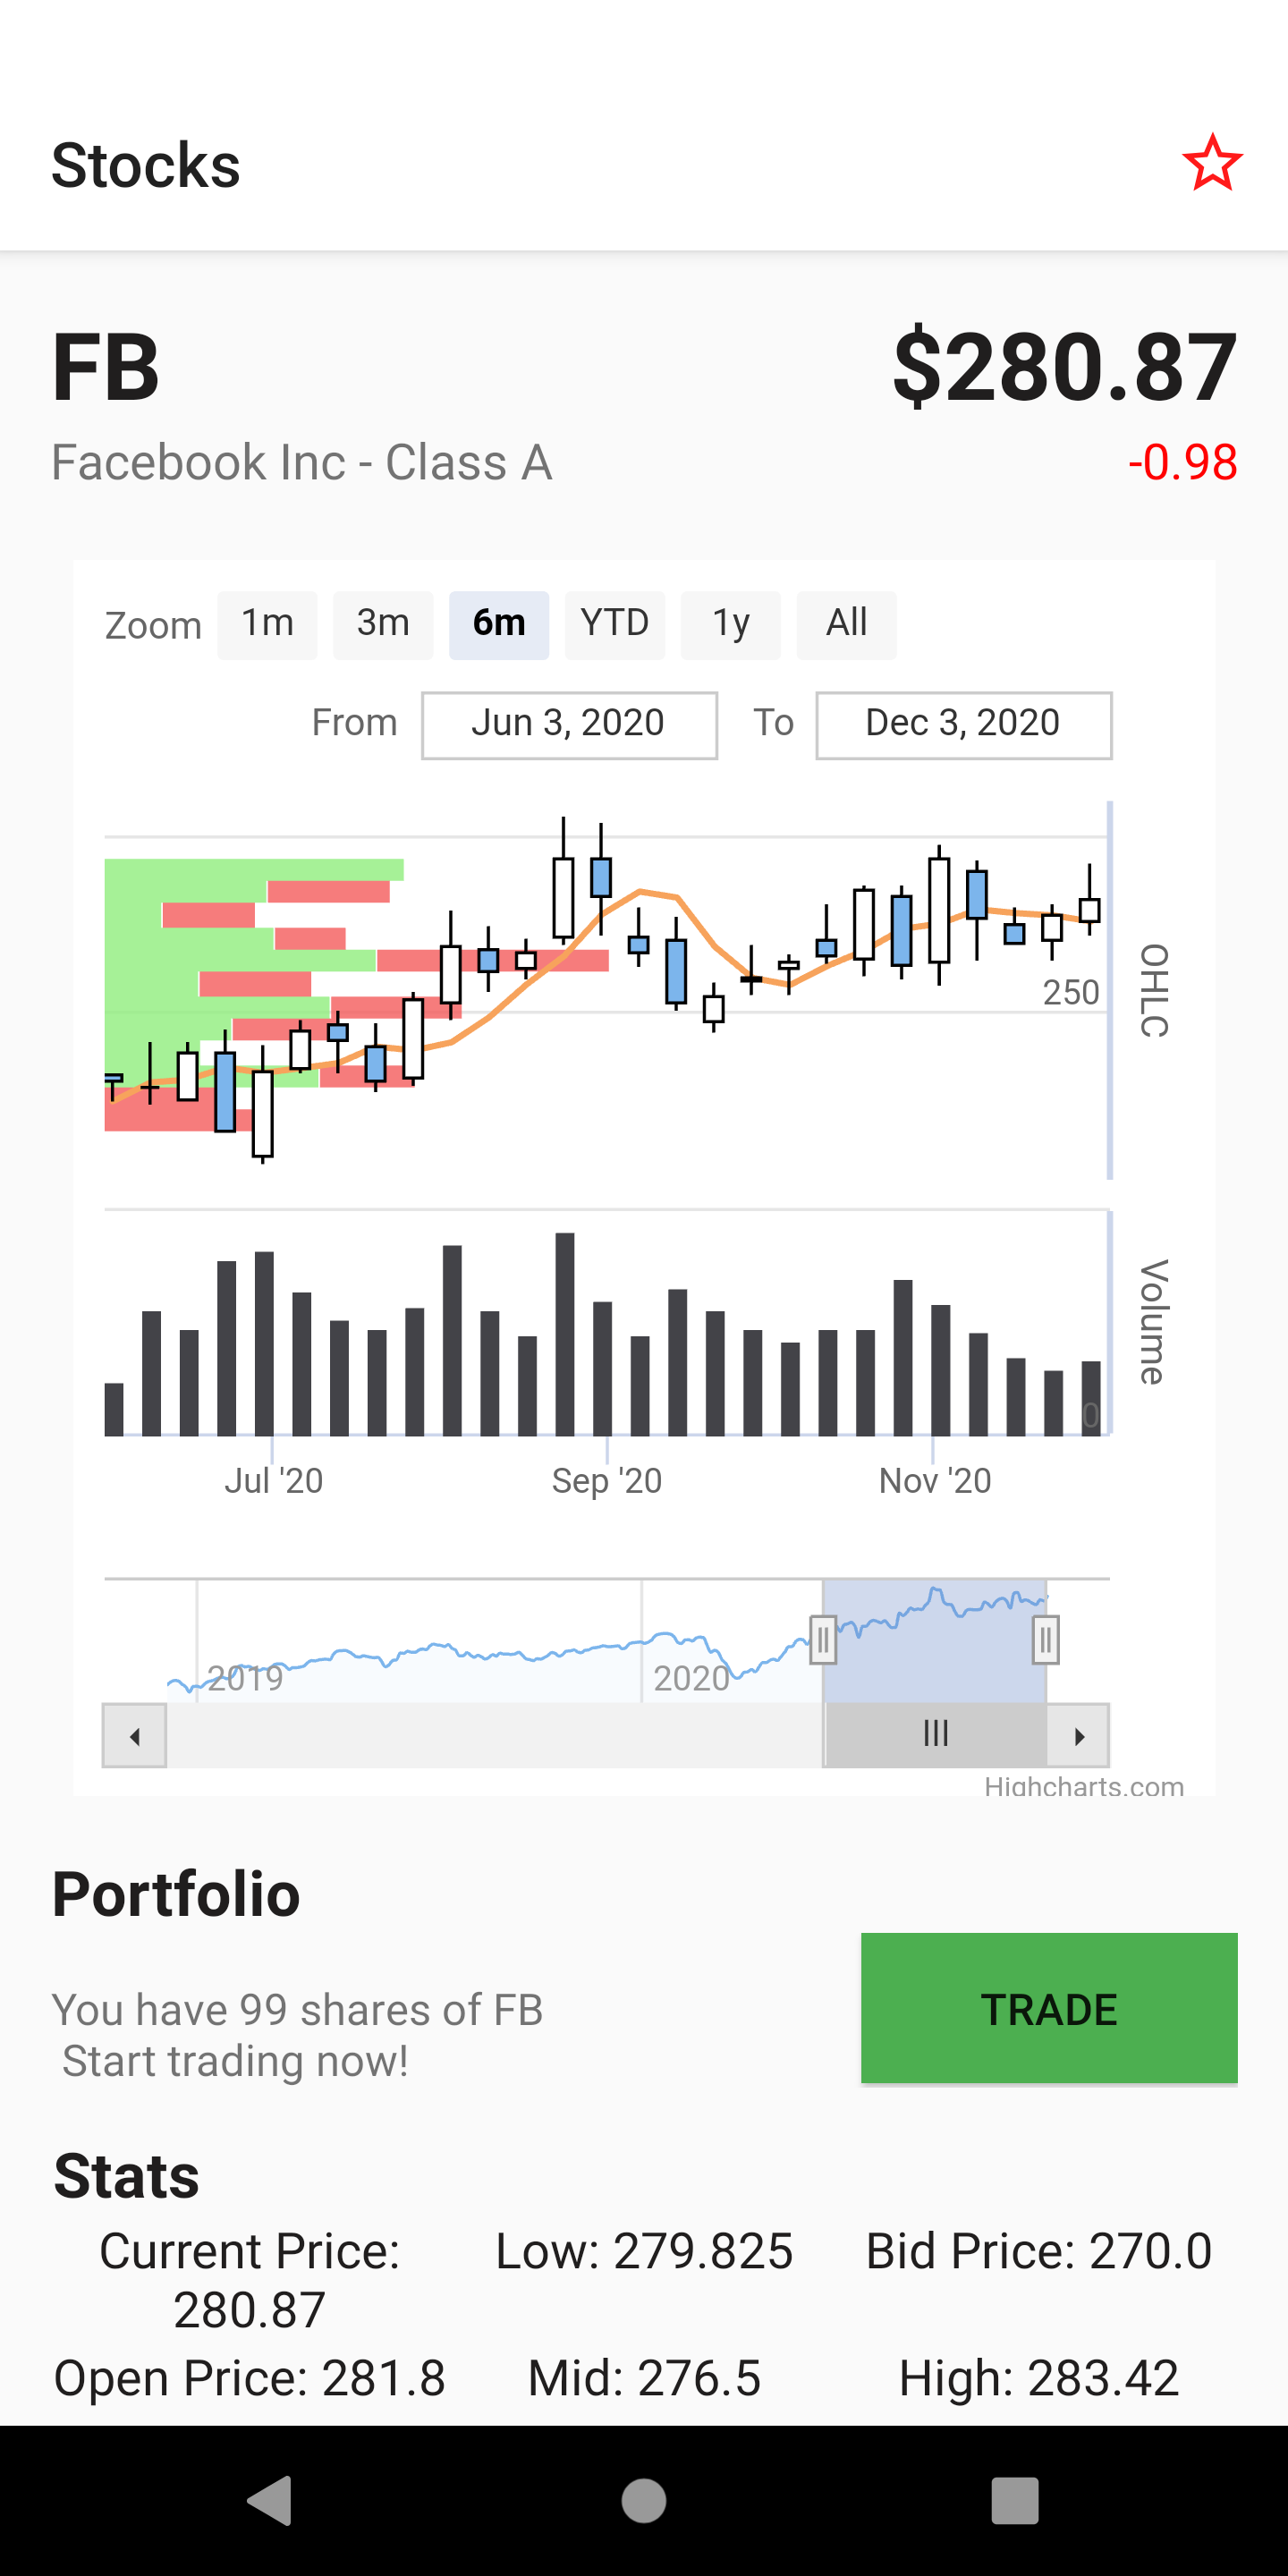 Stocks
FB
$280.87
Facebook Inc - Class A
-0.98
Zoom 1m 3m 6m YTD 1y All
From Jun 3, 2020 To Dec 3, 2020
250
OHLC
Volume
0
Jul '20 Sep '20 Nov '20
2019 2020
Highcharts.com
Portfolio
You have 99 shares of FB
Start trading now!
TRADE
Stats
Current Price: 280.87 Low: 279.825 Bid Price: 270.0
Open Price: 281.8 Mid: 276.5 High: 283.42